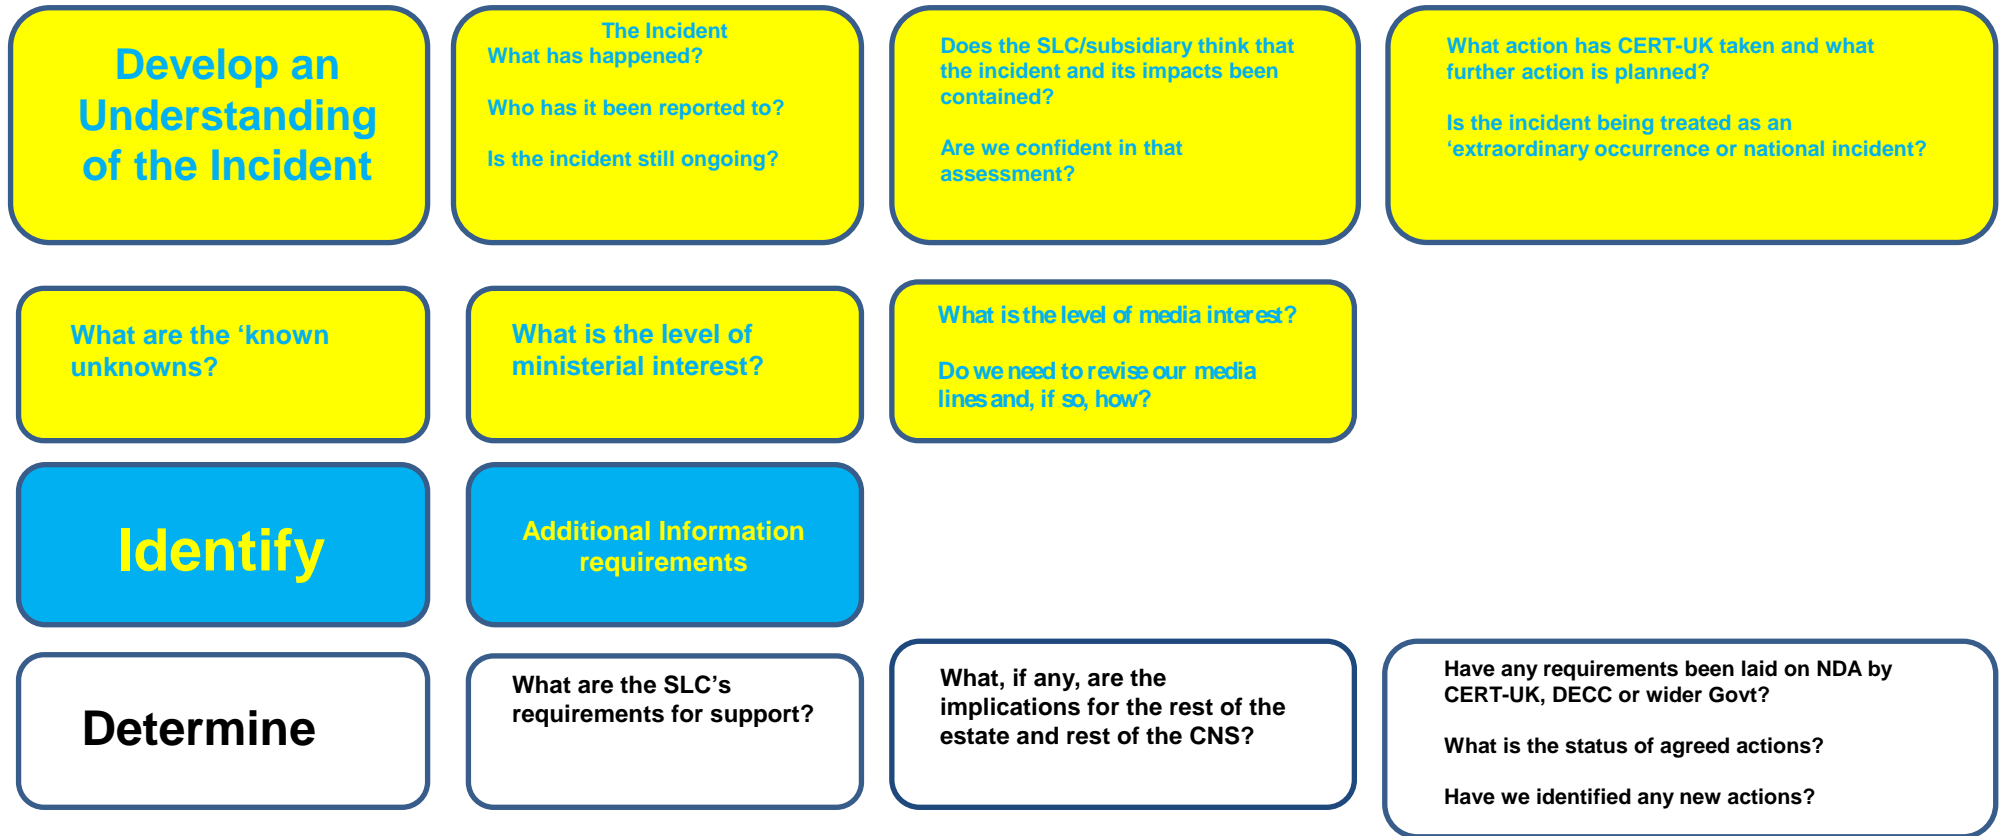 Develop an
Understanding
of the Incident
The Incident
What has happened?
Who has it been reported to?
Is the incident still ongoing?
Does the SLC/subsidiary think that
the incident and its impacts been
contained?
Are we confident in that
assessment?
What action has CERT-UK taken and what
further action is planned?
Is the incident being treated as an
‘extraordinary occurrence or national incident?
What are the ‘known
unknowns?
What is the level of
ministerial interest?
What is the level of media interest?
Do we need to revise our media
lines and, if so, how?
Identify
Additional Information
requirements
Determine
What are the SLC’s
requirements for support?
What, if any, are the
implications for the rest of the
estate and rest of the CNS?
Have any requirements been laid on NDA by
CERT-UK, DECC or wider Govt?
What is the status of agreed actions?
Have we identified any new actions?